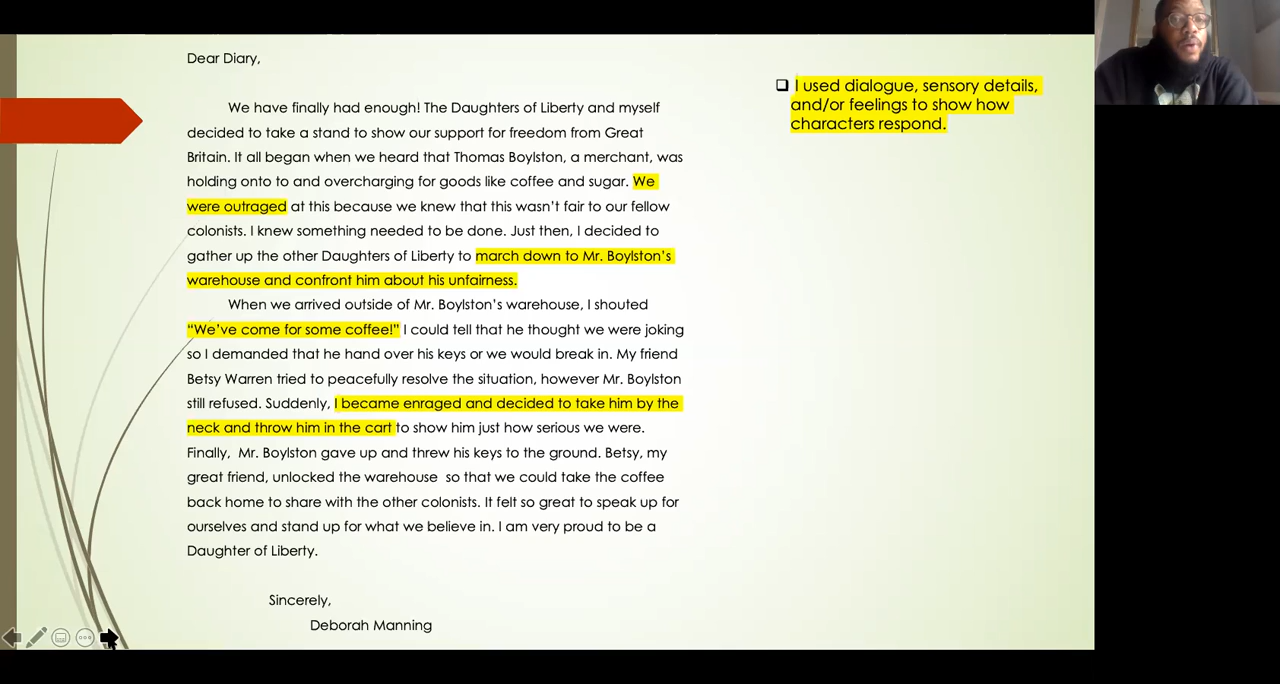 Dear Diary,
We have finally had enough! The Daughters of Liberty and myself
decided to take a stand to show our support for freedom from Great
Britain. It all began when we heard that Thomas Boylston, a merchant, was
holding onto to and overcharging for goods like coffee and sugar. We
were outraged at this because we knew that this wasn’t fair to our fellow
colonists. I knew something needed to be done. Just then, I decided to
gather up the other Daughters of Liberty to march down to Mr. Boylston’s
warehouse and confront him about his unfairness.
When we arrived outside of Mr. Boylston’s warehouse, I shouted
“We’ve come for some coffee!” I could tell that he thought we were joking
so I demanded that he hand over his keys or we would break in. My friend
Betsy Warren tried to peacefully resolve the situation, however Mr. Boylston
still refused. Suddenly, I became enraged and decided to take him by the
neck and throw him in the cart to show him just how serious we were.
Finally,  Mr. Boylston gave up and threw his keys to the ground. Betsy, my
great friend, unlocked the warehouse  so that we could take the coffee
back home to share with the other colonists. It felt so great to speak up for
ourselves and stand up for what we believe in. I am very proud to be a
Daughter of Liberty.
Sincerely,
Deborah Manning
I used dialogue, sensory details,
and/or feelings to show how
characters respond.